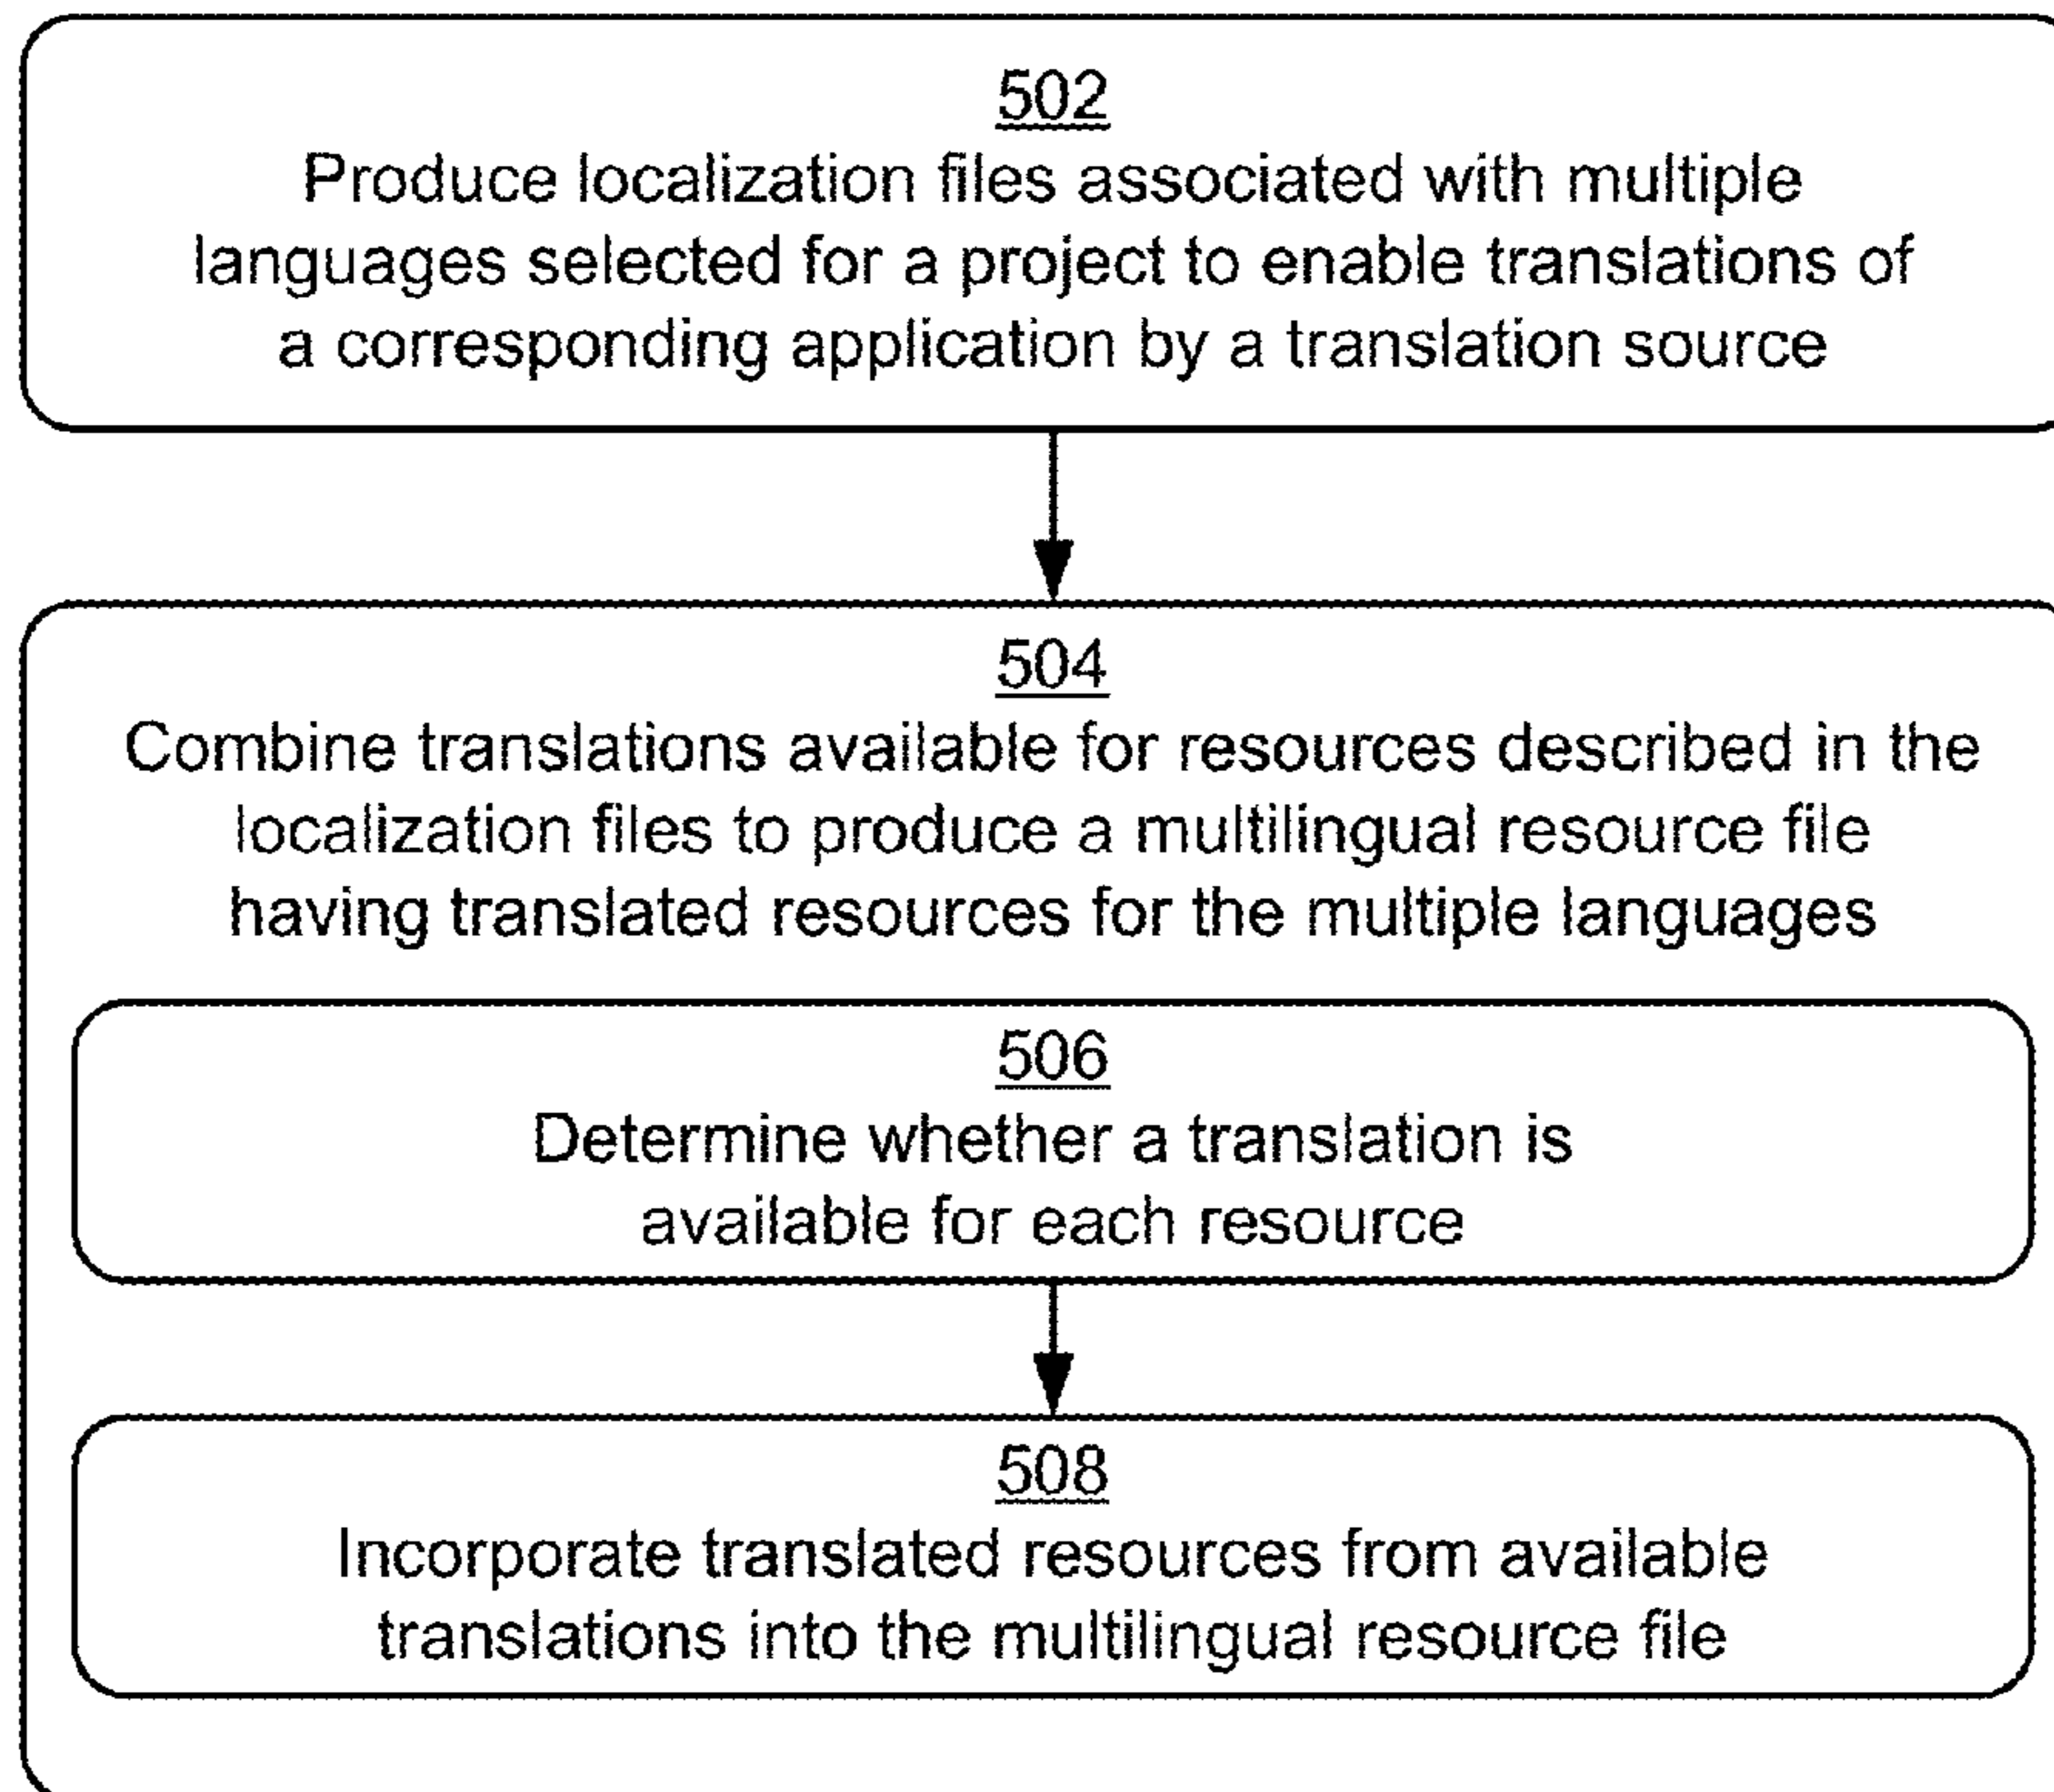 502
Produce localization files associated with multiple
languages selected for a project to enable translations of
a corresponding application by a translation source
504
Combine translations available for resources described in the
localization files to produce a multilingual resource file
having translated resources for the multiple languages
506
Determine whether a translation is
available for each resource
508
Incorporate translated resources from available
translations into the multilingual resource file